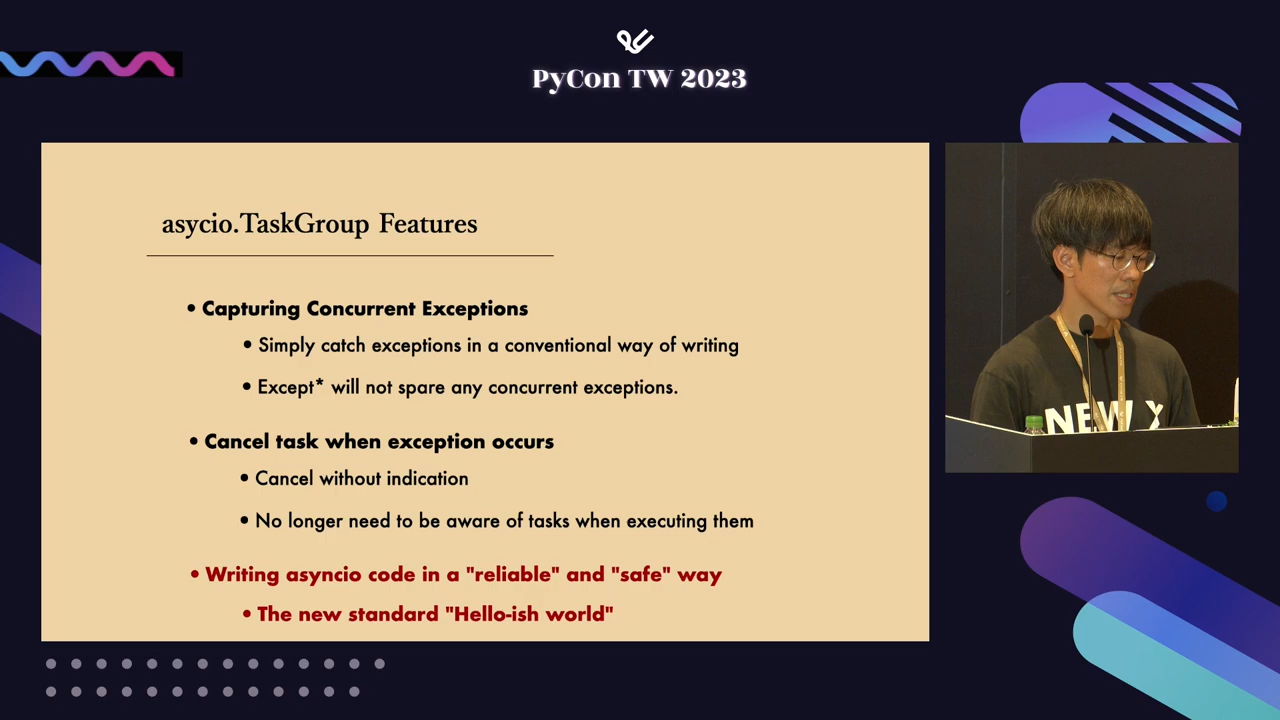 PyCon TW 2023
asycio.TaskGroup Features
• Capturing Concurrent Exceptions
• Simply catch exceptions in a conventional way of writing
• Except* will not spare any concurrent exceptions.
• Cancel task when exception occurs
• Cancel without indication
• No longer need to be aware of tasks when executing them
• Writing asyncio code in a "reliable" and "safe" way
• The new standard "Hello-ish world"
NEW